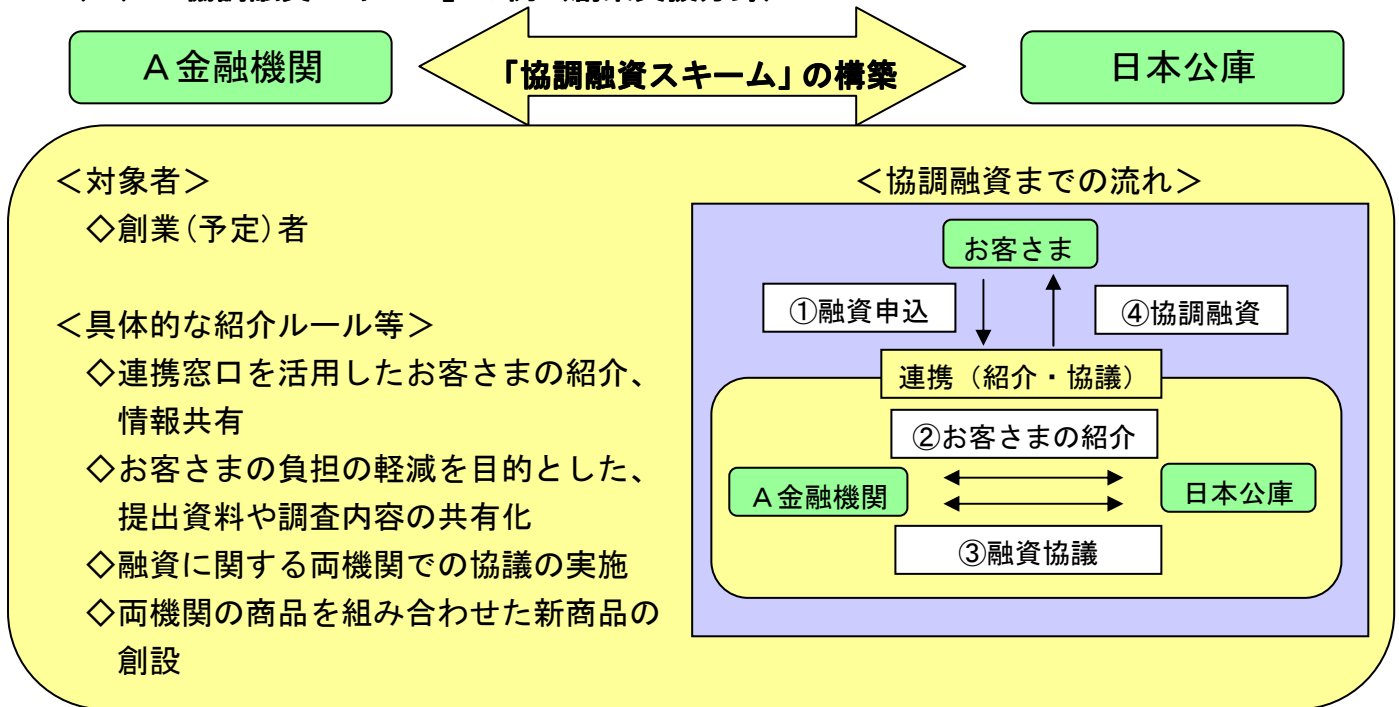 A金融機関
「協調融資スキーム」の構築
日本公庫
＜対象者＞
◇創業(予定)者
＜具体的な紹介ルール等＞
◇連携窓口を活用したお客さまの紹介、
情報共有
◇お客さまの負担の軽減を目的とした、
提出資料や調査内容の共有化
◇融資に関する両機関での協議の実施
◇両機関の商品を組み合わせた新商品の
創設
＜協調融資までの流れ＞
お客さま
①融資申込
④協調融資
連携（紹介・協議）
②お客さまの紹介
A金融機関
日本公庫
③融資協議